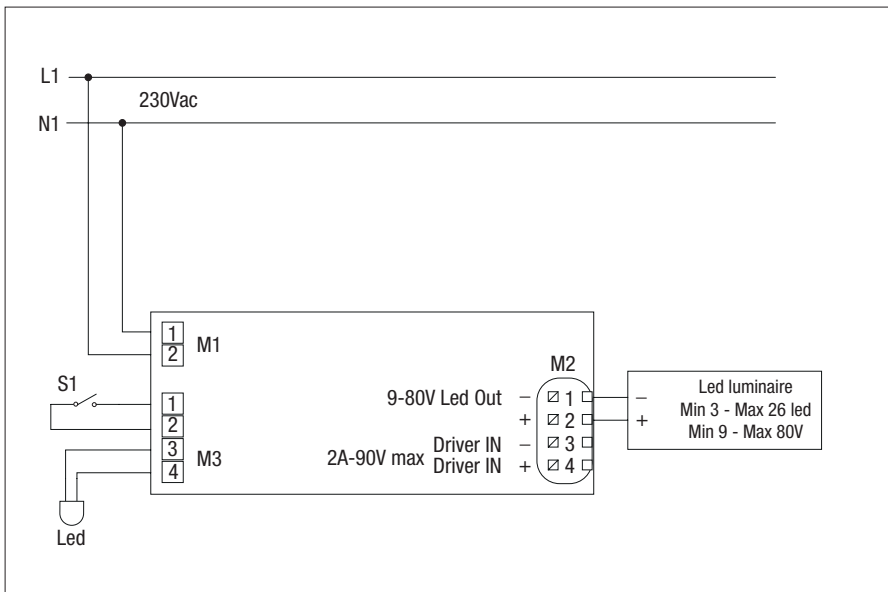 L1
230Vac
N1
1
2
M1
M2
S1
1
2
3
4
M3
Led
9-80V Led Out
− 1
+ 2
2A-90V max
Driver IN − 3
Driver IN + 4
−
+
Led luminaire
Min 3 - Max 26 led
Min 9 - Max 80V